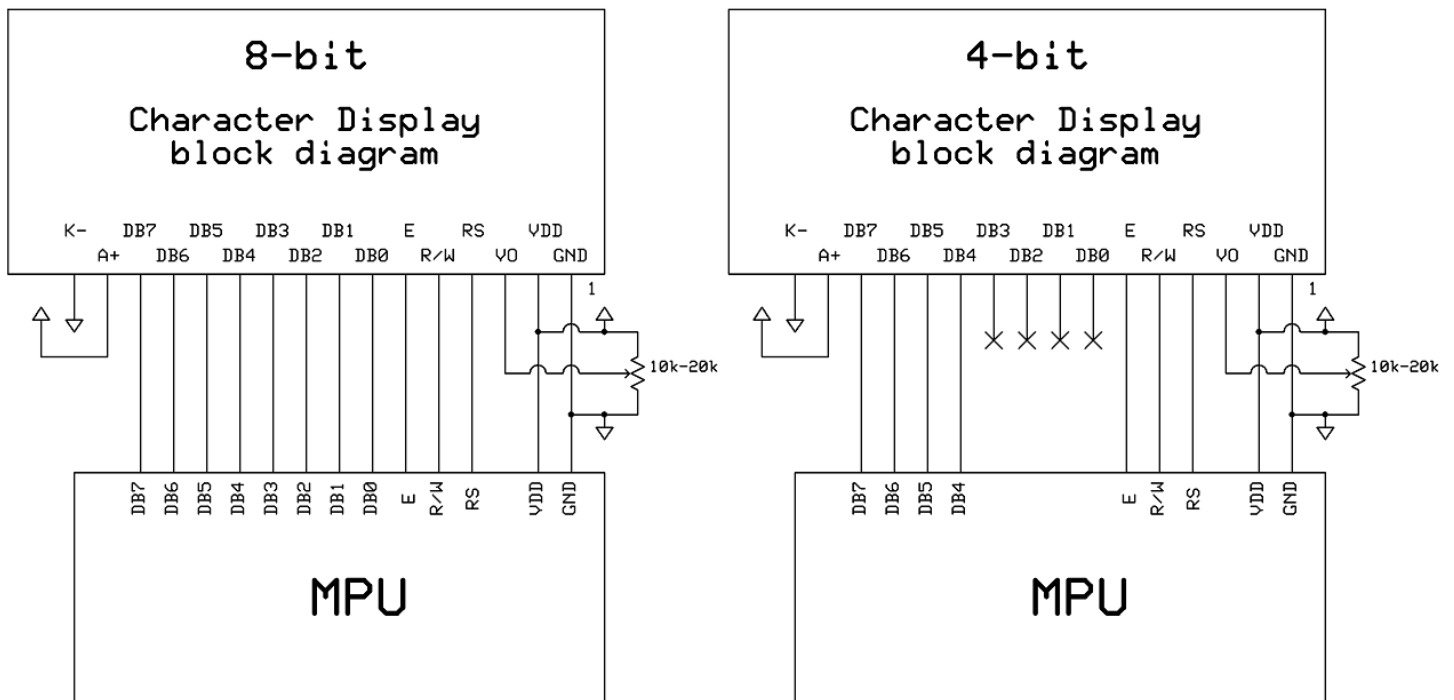 8-bit
Character Display
block diagram
K- DB7 DB5 DB3 DB1 E RS VDD
A+ DB6 DB4 DB2 DB0 R/W VO GND
1
10k-20k
DB7 DB6 DB5 DB4 DB3 DB2 DB1 DB0 E R/W RS VDD GND
MPU
4-bit
Character Display
block diagram
K- DB7 DB5 DB3 DB1 E RS VDD
A+ DB6 DB4 DB2 DB0 R/W VO GND
1
10k-20k
DB7 DB6 DB5 DB4 E R/W RS VDD GND
MPU